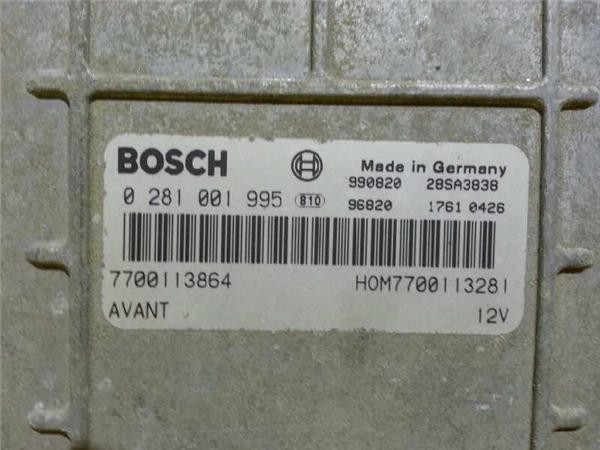 BOSCH
Made in Germany
990820 28SA3838
0 281 001 995 810
96820 1761 0426
7700113864 HOM7700113281
AVANT
12V